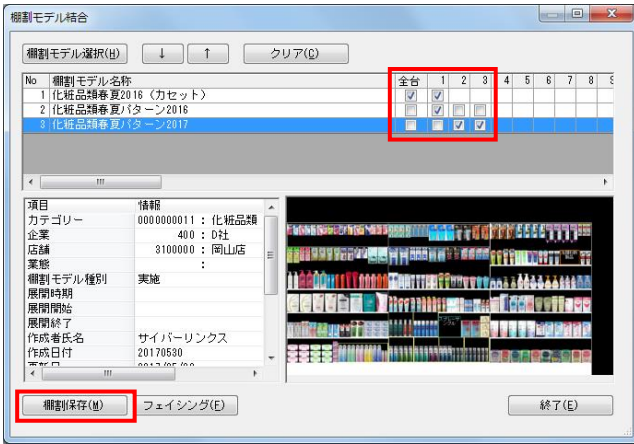 棚割モデル結合
棚割モデル選択(H) ↓ ↑ クリア(C)
No 棚割モデル名称 全台 1 2 3 4 5 6 7 8
1 化粧品類春夏2016（カセット）
2 化粧品類春夏パターン2016
3 化粧品類春夏パターン2017
項目 情報
カテゴリー 0000000011 : 化粧品類
企業 400 : D社
店舗 3100000 : 岡山店
業態 :
棚割モデル種別 実施
展開時期
展開開始
展開終了
作成者氏名 サイバーリンクス
作成日付 20170530
棚割保存(M) フェイシング(F) 終了(E)